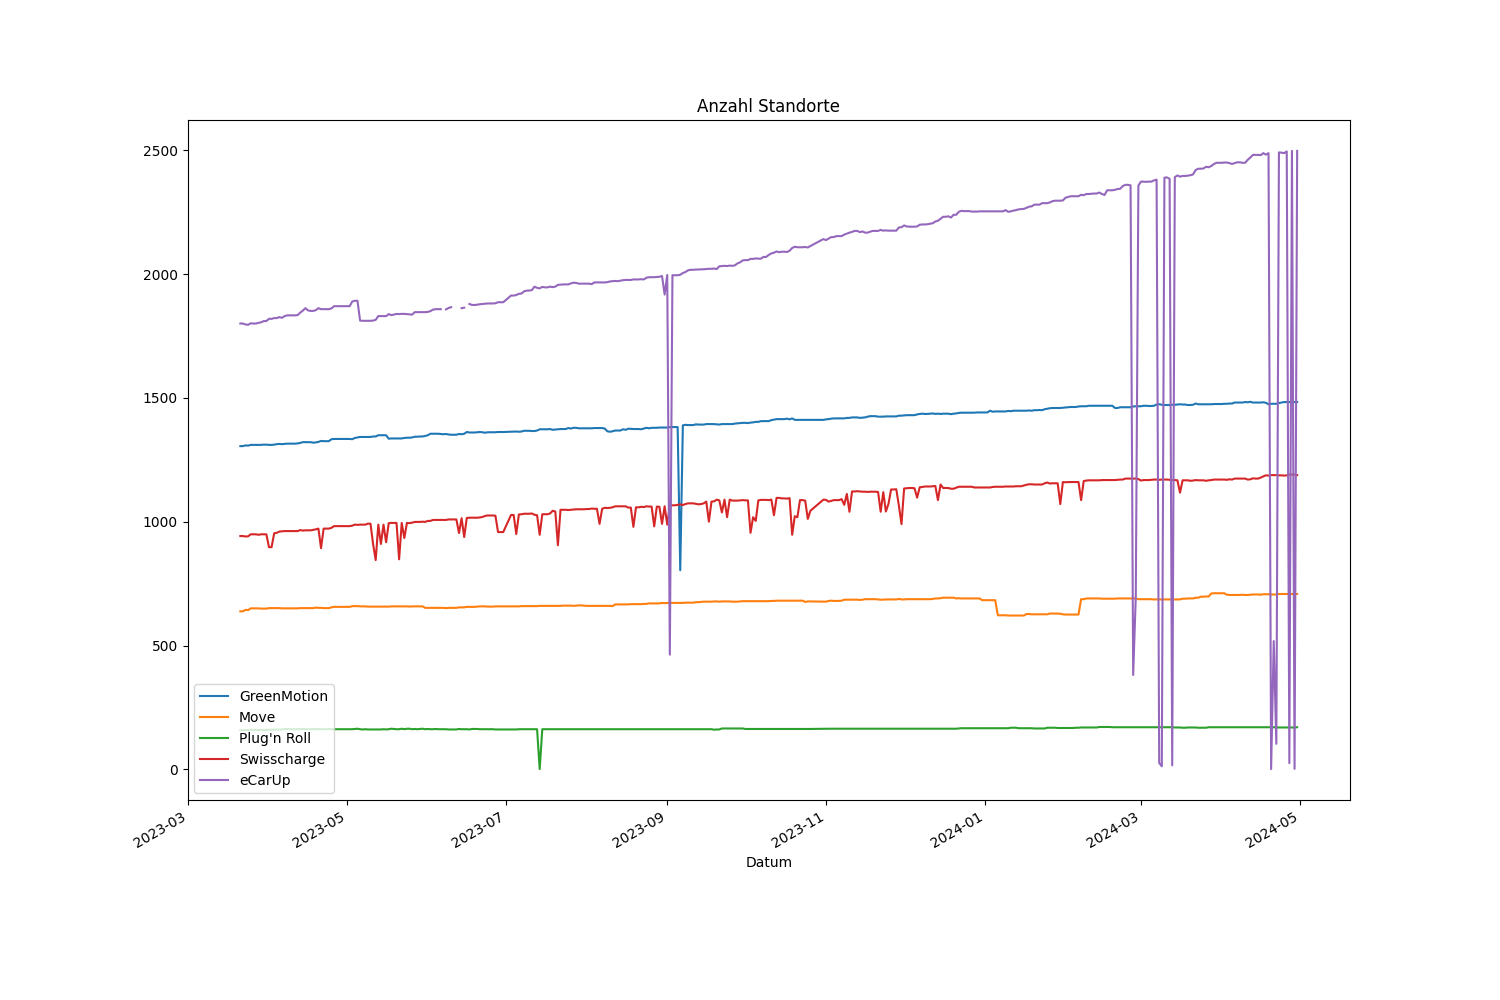 Anzahl Standorte
2500
2000
1500
1000
500
0
GreenMotion
Move
Plug'n Roll
Swisscharge
eCarUp
2023-03
2023-05
2023-07
2023-09
2023-11
2024-01
2024-03
2024-05
Datum